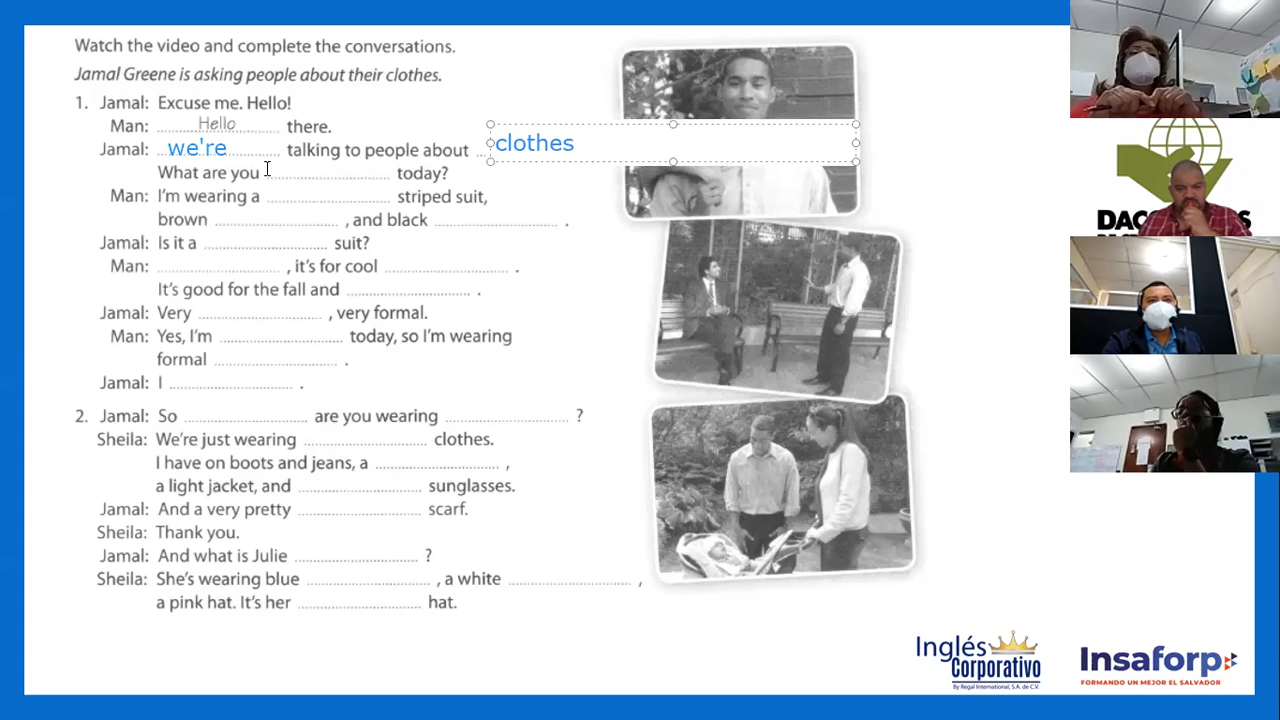 Watch the video and complete the conversations.
Jamal Greene is asking people about their clothes.
1. Jamal: Excuse me. Hello!
Man: Hello there.
Jamal: we're talking to people about clothes
What are you ............ today?
Man: I'm wearing a ............ striped suit,
brown ............ , and black ............ .
Jamal: Is it a ............ suit?
Man: ............ , it's for cool ............ .
It's good for the fall and ............ .
Jamal: Very ............ , very formal.
Man: Yes, I'm ............ today, so I'm wearing
formal ............ .
Jamal: I ............ .
2. Jamal: So ............ are you wearing ............ ?
Sheila: We're just wearing ............ clothes.
I have on boots and jeans, a ............ ,
a light jacket, and ............ sunglasses.
Jamal: And a very pretty ............ scarf.
Sheila: Thank you.
Jamal: And what is Julie ............ ?
Sheila: She's wearing blue ............ , a white ............ ,
a pink hat. It's her ............ hat.
Inglés
Corporativo
By Regal International, S.A. de C.V.
Insaforp
FORMANDO UN MEJOR EL SALVADOR